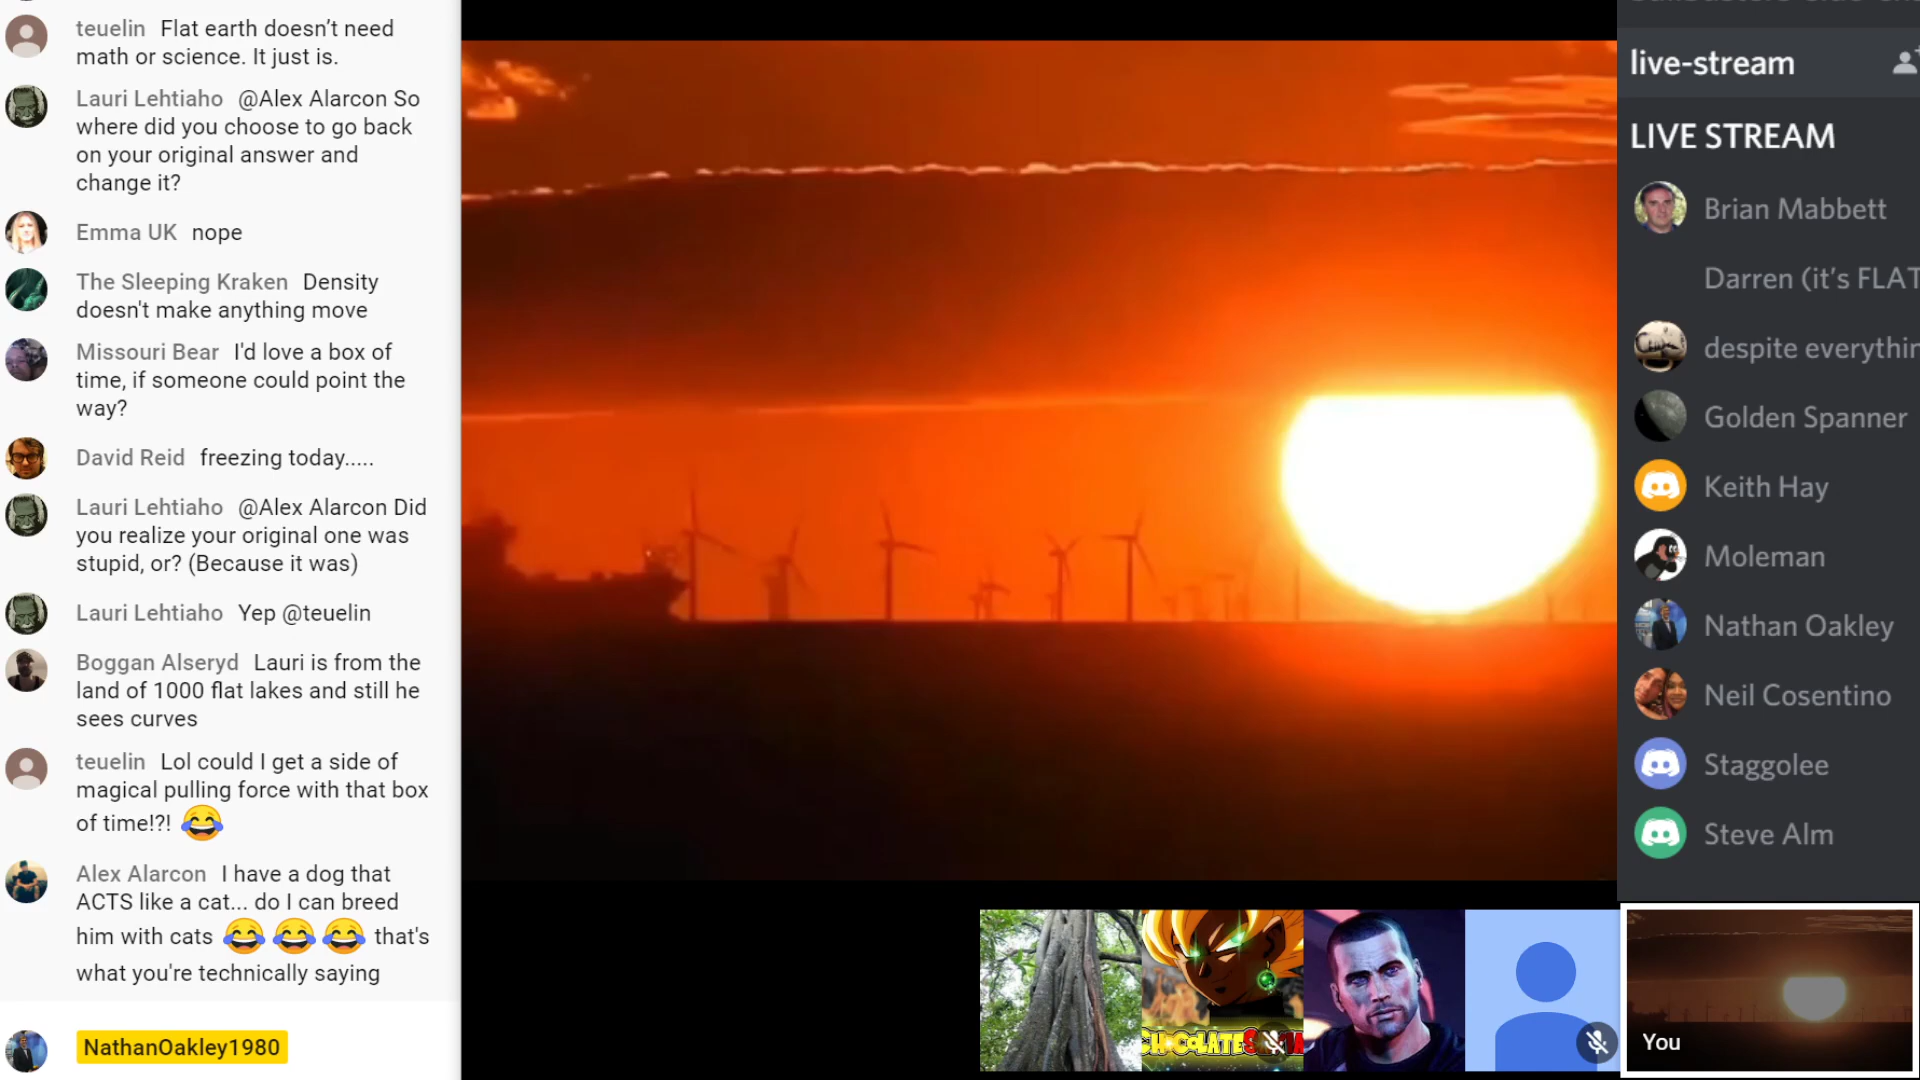 teuelin Flat earth doesn’t need
math or science. It just is.
Lauri Lehtiaho @Alex Alarcon So
where did you choose to go back
on your original answer and
change it?
Emma UK nope
The Sleeping Kraken Density
doesn't make anything move
Missouri Bear I'd love a box of
time, if someone could point the
way?
David Reid freezing today.....
Lauri Lehtiaho @Alex Alarcon Did
you realize your original one was
stupid, or? (Because it was)
Lauri Lehtiaho Yep @teuelin
Boggan Alseryd Lauri is from the
land of 1000 flat lakes and still he
sees curves
teuelin Lol could I get a side of
magical pulling force with that box
of time!?! 😂
Alex Alarcon I have a dog that
ACTS like a cat... do I can breed
him with cats 😂 😂 😂 that's
what you're technically saying
NathanOakley1980
live-stream
LIVE STREAM
Brian Mabbett
Darren (it's FLAT
despite everythin
Golden Spanner
Keith Hay
Moleman
Nathan Oakley
Neil Cosentino
Staggolee
Steve Alm
You